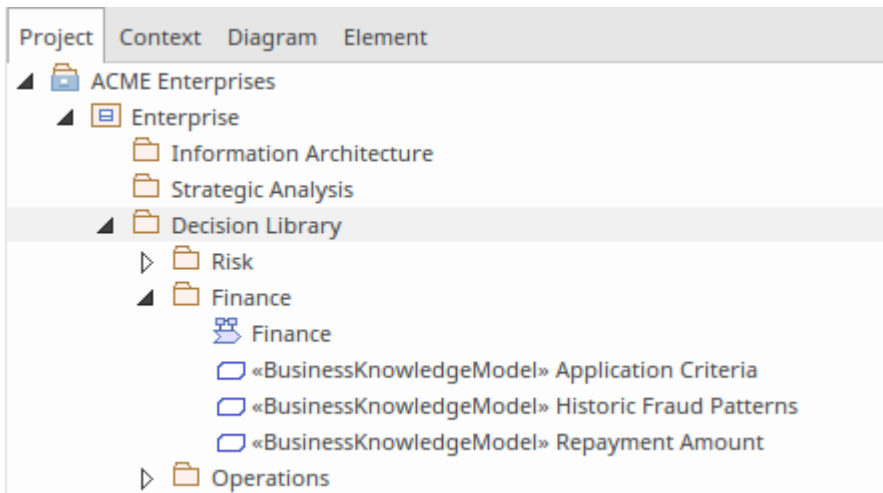 Project Context Diagram Element
ACME Enterprises
Enterprise
Information Architecture
Strategic Analysis
Decision Library
Risk
Finance
Finance
«BusinessKnowledgeModel» Application Criteria
«BusinessKnowledgeModel» Historic Fraud Patterns
«BusinessKnowledgeModel» Repayment Amount
Operations